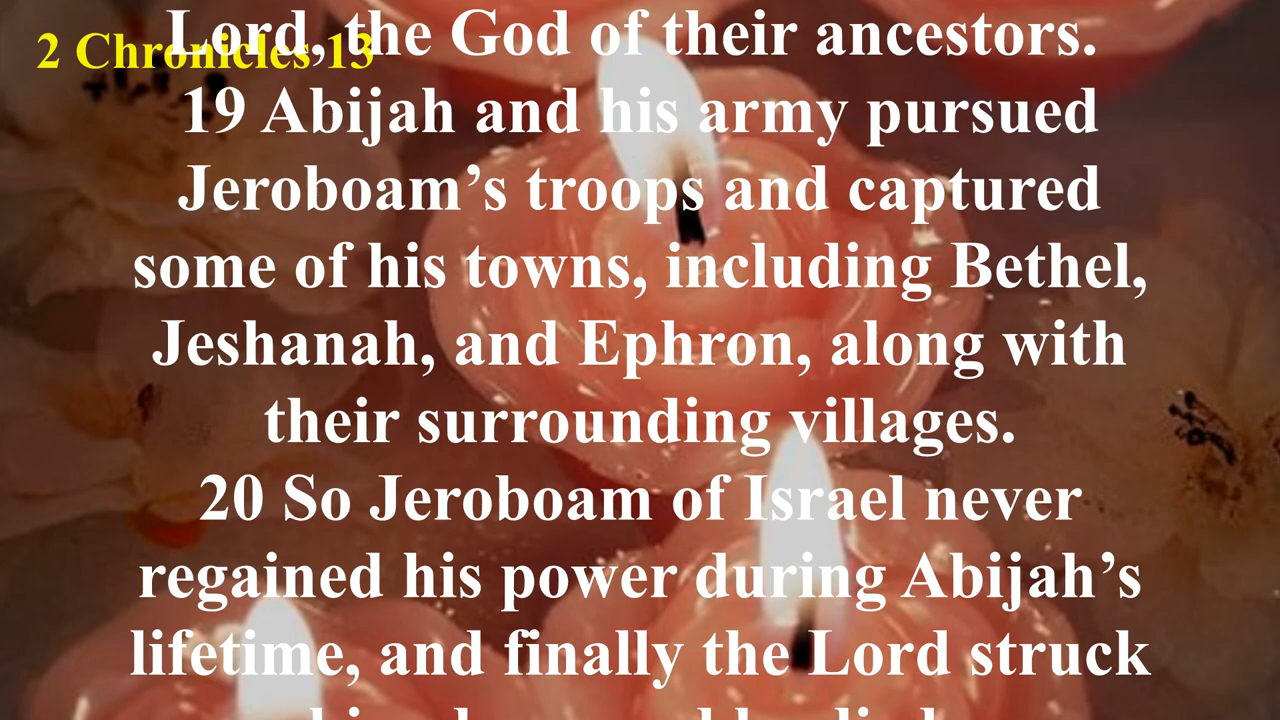 2 Chronicles 13
Lord, the God of their ancestors.
19 Abijah and his army pursued
Jeroboam’s troops and captured
some of his towns, including Bethel,
Jeshanah, and Ephron, along with
their surrounding villages.
20 So Jeroboam of Israel never
regained his power during Abijah’s
lifetime, and finally the Lord struck